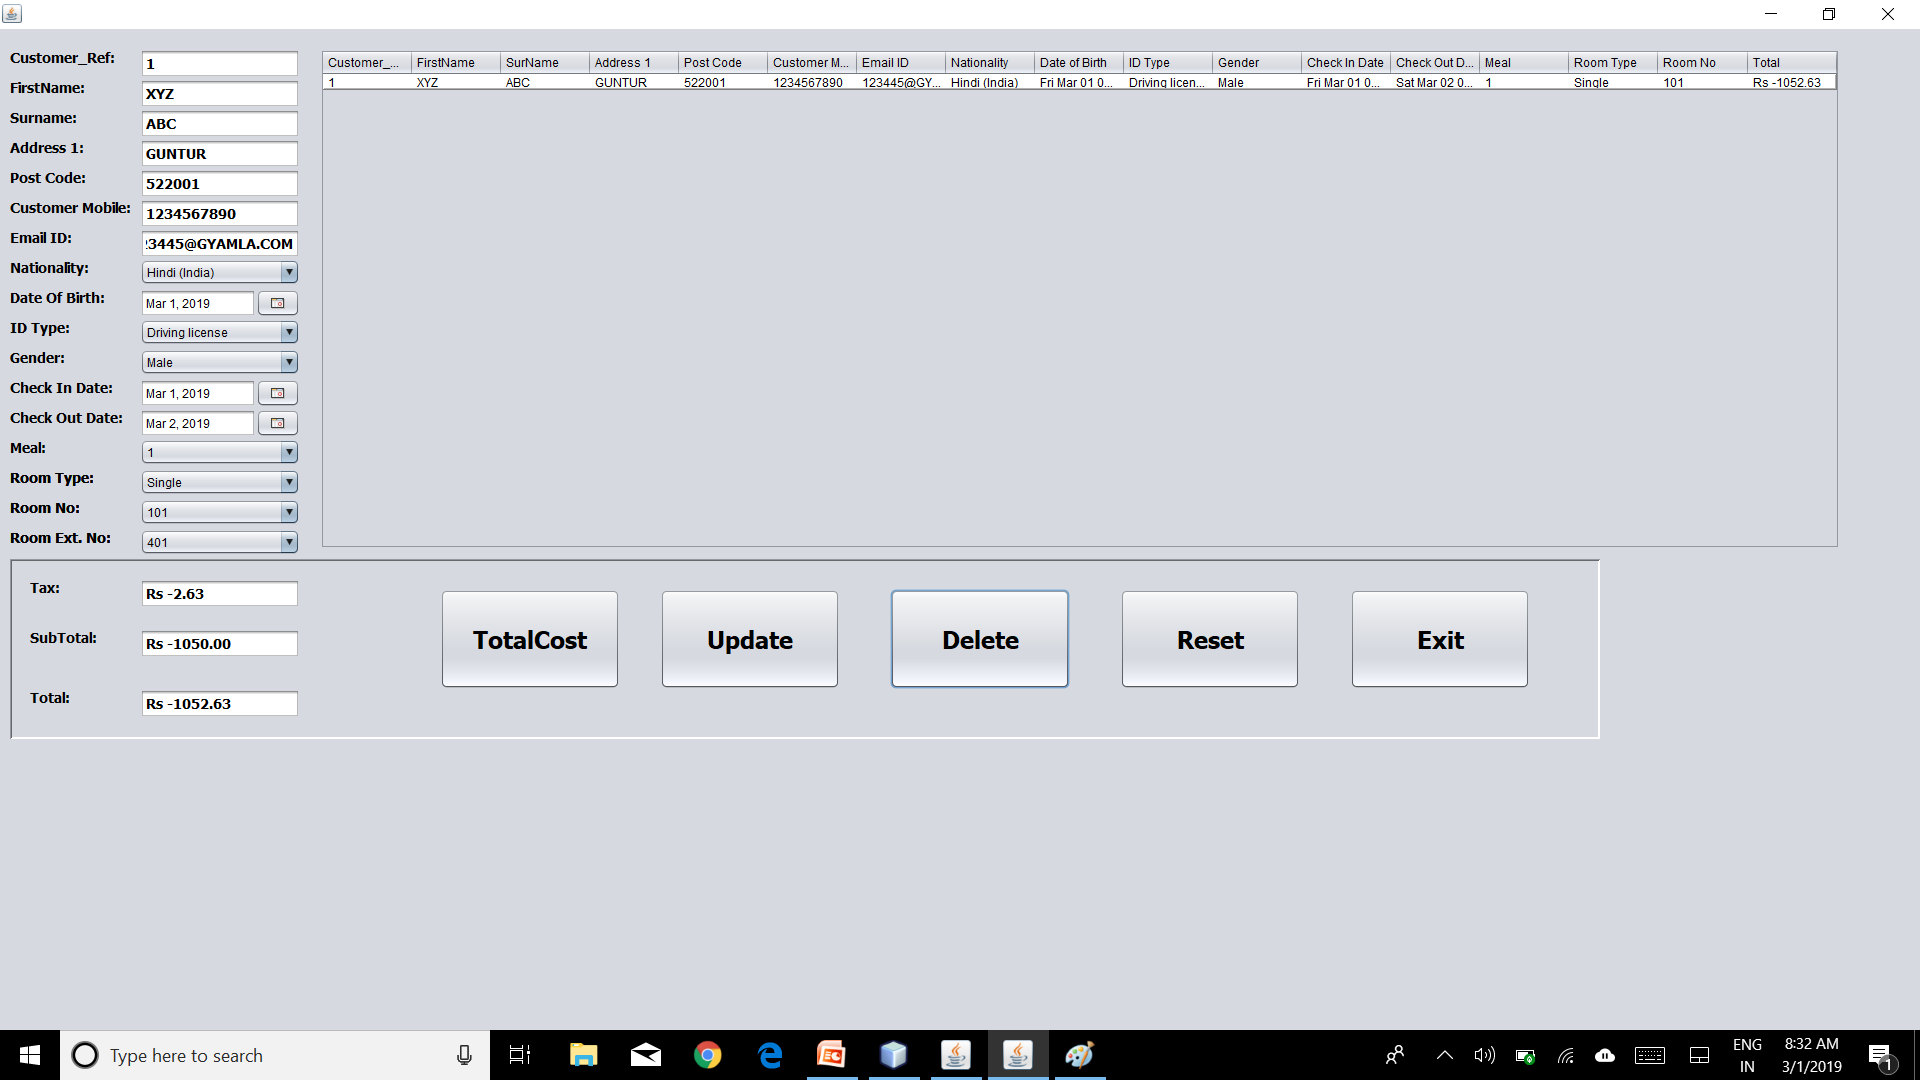 Customer_Ref: 1
FirstName: XYZ
Surname: ABC
Address 1: GUNTUR
Post Code: 522001
Customer Mobile: 1234567890
Email ID: 23445@GYAMLA.COM
Nationality: Hindi (India)
Date Of Birth: Mar 1, 2019
ID Type: Driving license
Gender: Male
Check In Date: Mar 1, 2019
Check Out Date: Mar 2, 2019
Meal: 1
Room Type: Single
Room No: 101
Room Ext. No: 401
Customer_... FirstName SurName Address 1 Post Code Customer M... Email ID Nationality Date of Birth ID Type Gender Check In Date Check Out D... Meal Room Type Room No Total
1 XYZ ABC GUNTUR 522001 1234567890 123445@GY... Hindi (India) Fri Mar 01 0... Driving licen... Male Fri Mar 01 0... Sat Mar 02 0... 1 Single 101 Rs -1052.63
Tax: Rs -2.63
SubTotal: Rs -1050.00
Total: Rs -1052.63
TotalCost Update Delete Reset Exit
Type here to search
ENG 8:32 AM
IN 3/1/2019
1